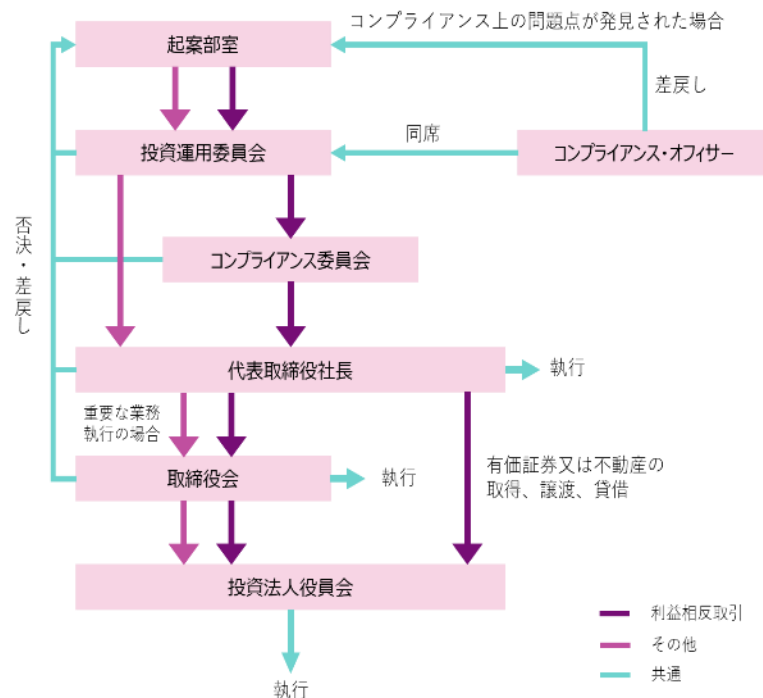 コンプライアンス上の問題点が発見された場合
起案部室
差戻し
同席
投資運用委員会
コンプライアンス・オフィサー
否決・差戻し
コンプライアンス委員会
代表取締役社長
執行
重要な業務
執行の場合
取締役会
執行
有価証券又は不動産の
取得、譲渡、貸借
投資法人役員会
利益相反取引
その他
共通
執行